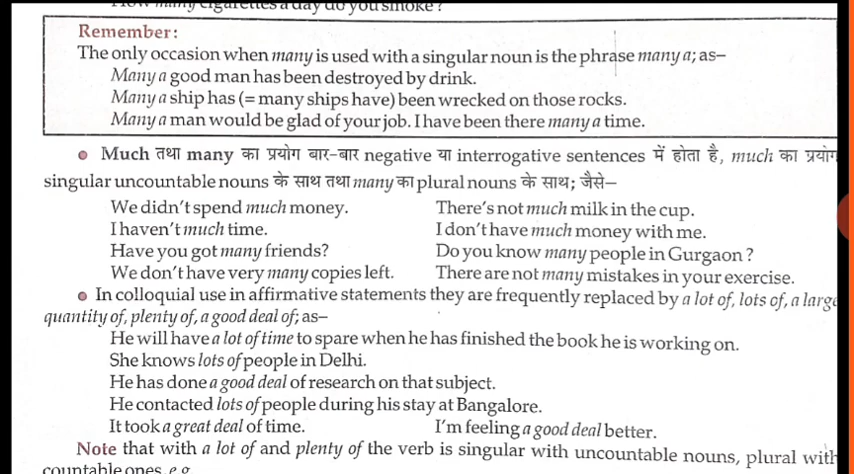 How many cigarettes a day do you smoke?
Remember:
The only occasion when many is used with a singular noun is the phrase many a; as–
Many a good man has been destroyed by drink.
Many a ship has (= many ships have) been wrecked on those rocks.
Many a man would be glad of your job. I have been there many a time.
• Much तथा many का प्रयोग बार-बार negative या interrogative sentences में होता है, much का प्रयोग
singular uncountable nouns के साथ तथा many का plural nouns के साथ; जैसे–
We didn't spend much money. There's not much milk in the cup.
I haven't much time. I don't have much money with me.
Have you got many friends? Do you know many people in Gurgaon ?
We don't have very many copies left. There are not many mistakes in your exercise.
• In colloquial use in affirmative statements they are frequently replaced by a lot of, lots of, a large
quantity of, plenty of, a good deal of; as–
He will have a lot of time to spare when he has finished the book he is working on.
She knows lots of people in Delhi.
He has done a good deal of research on that subject.
He contacted lots of people during his stay at Bangalore.
It took a great deal of time. I'm feeling a good deal better.
Note that with a lot of and plenty of the verb is singular with uncountable nouns, plural with
countable ones, e.g.